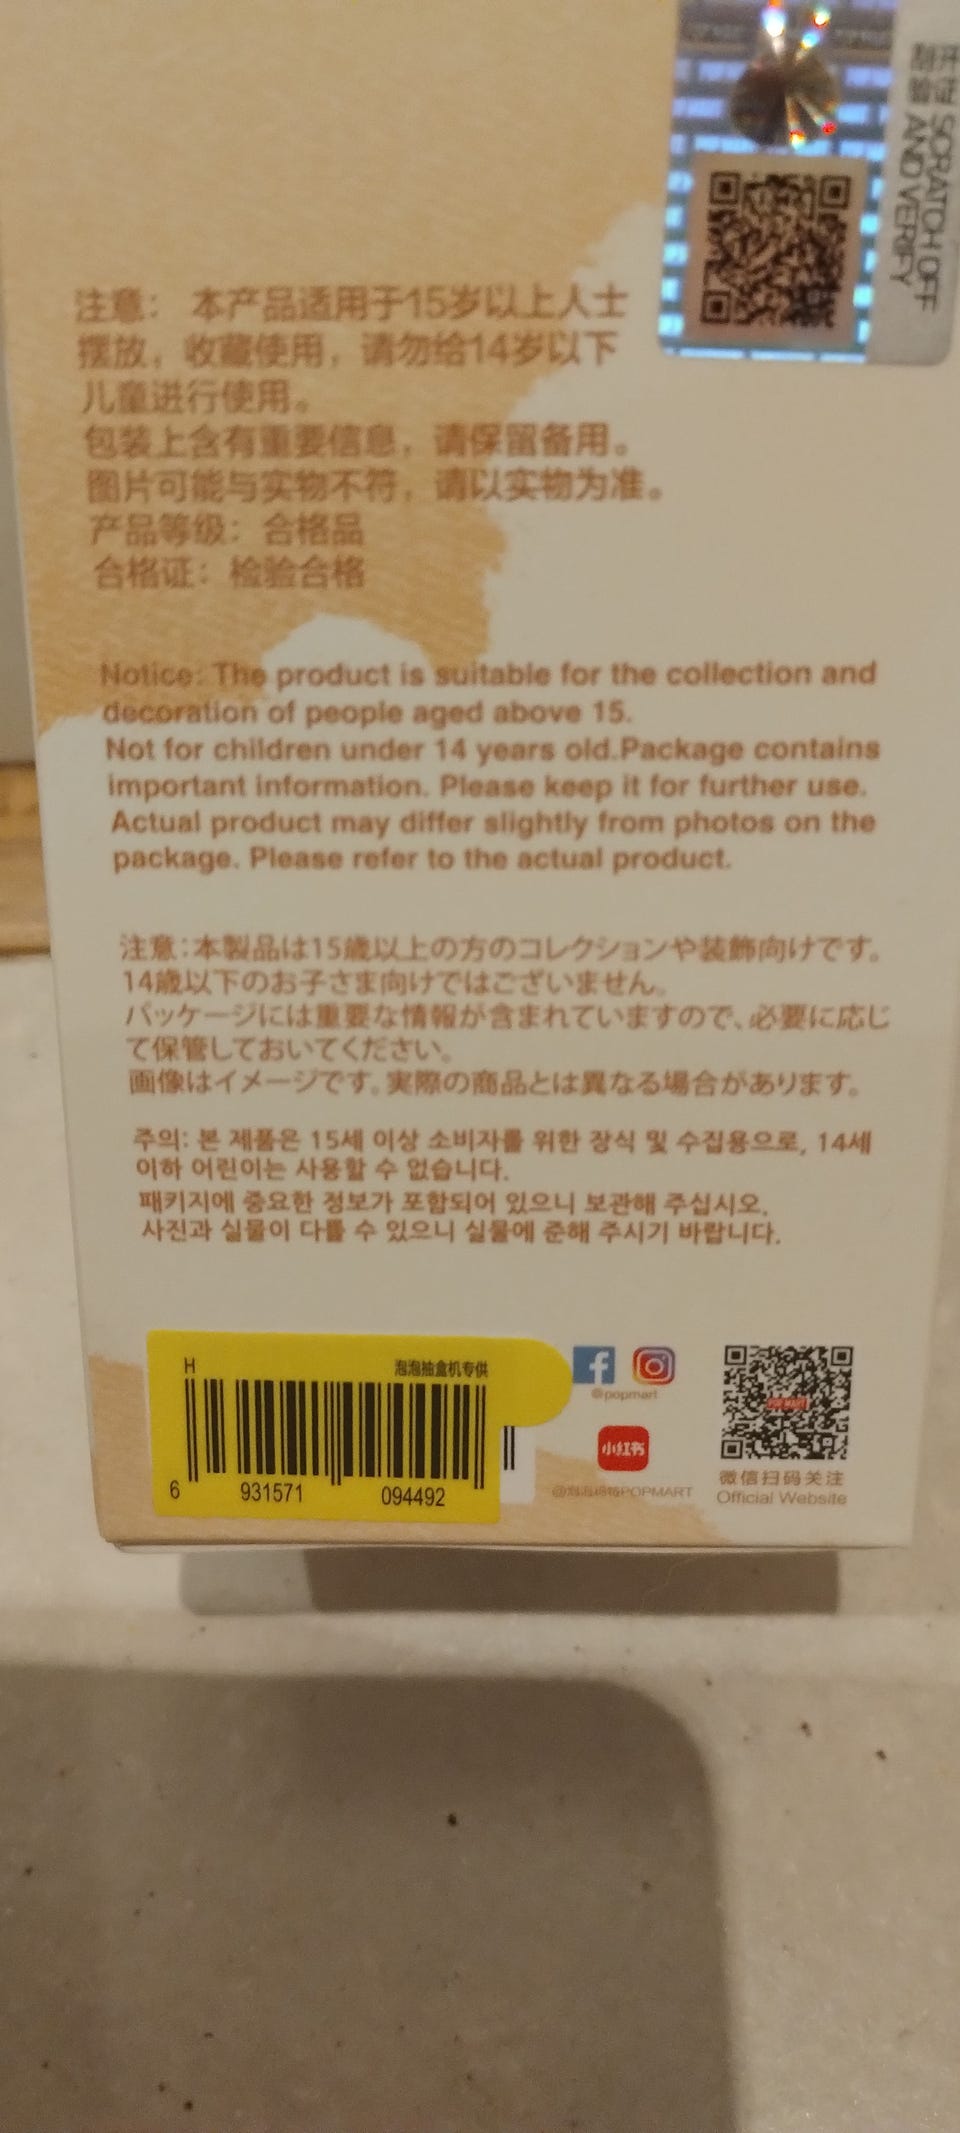 刮开涂层 SCRATCH OFF
AND VERIFY
注意： 本产品适用于15岁以上人士
摆放，收藏使用，请勿给14岁以下
儿童进行使用。
包装上含有重要信息，请保留备用。
图片可能与实物不符，请以实物为准。
产品等级：合格品
合格证：检验合格
Notice: The product is suitable for the collection and
decoration of people aged above 15.
Not for children under 14 years old.Package contains
important information. Please keep it for further use.
Actual product may differ slightly from photos on the
package. Please refer to the actual product.
注意：本製品は15歳以上の方のコレクションや装飾向けです。
14歳以下のお子さま向けではございません。
パッケージには重要な情報が含まれていますので、必要に応じ
て保管しておいてください。
画像はイメージです。実際の商品とは異なる場合があります。
주의: 본 제품은 15세 이상 소비자를 위한 장식 및 수집용으로, 14세
이하 어린이는 사용할 수 없습니다.
패키지에 중요한 정보가 포함되어 있으니 보관해 주십시오.
사진과 실물이 다를 수 있으니 실물에 준해 주시기 바랍니다.
H 泡泡抽盒机专供
6 931571 094492
@popmart
小红书
@泡泡玛特POPMART
POP MART
微信扫码关注
Official Website